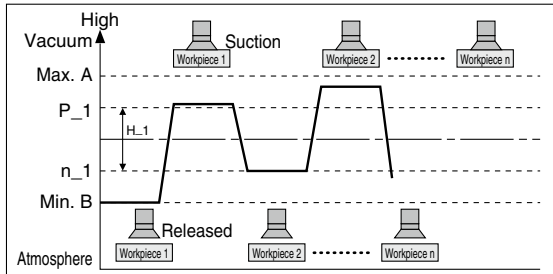 High
Vacuum
Workpiece 1
Suction
Workpiece 2
Workpiece n
Max. A
P_1
H_1
n_1
Min. B
Released
Atmosphere
Workpiece 1
Workpiece 2
Workpiece n